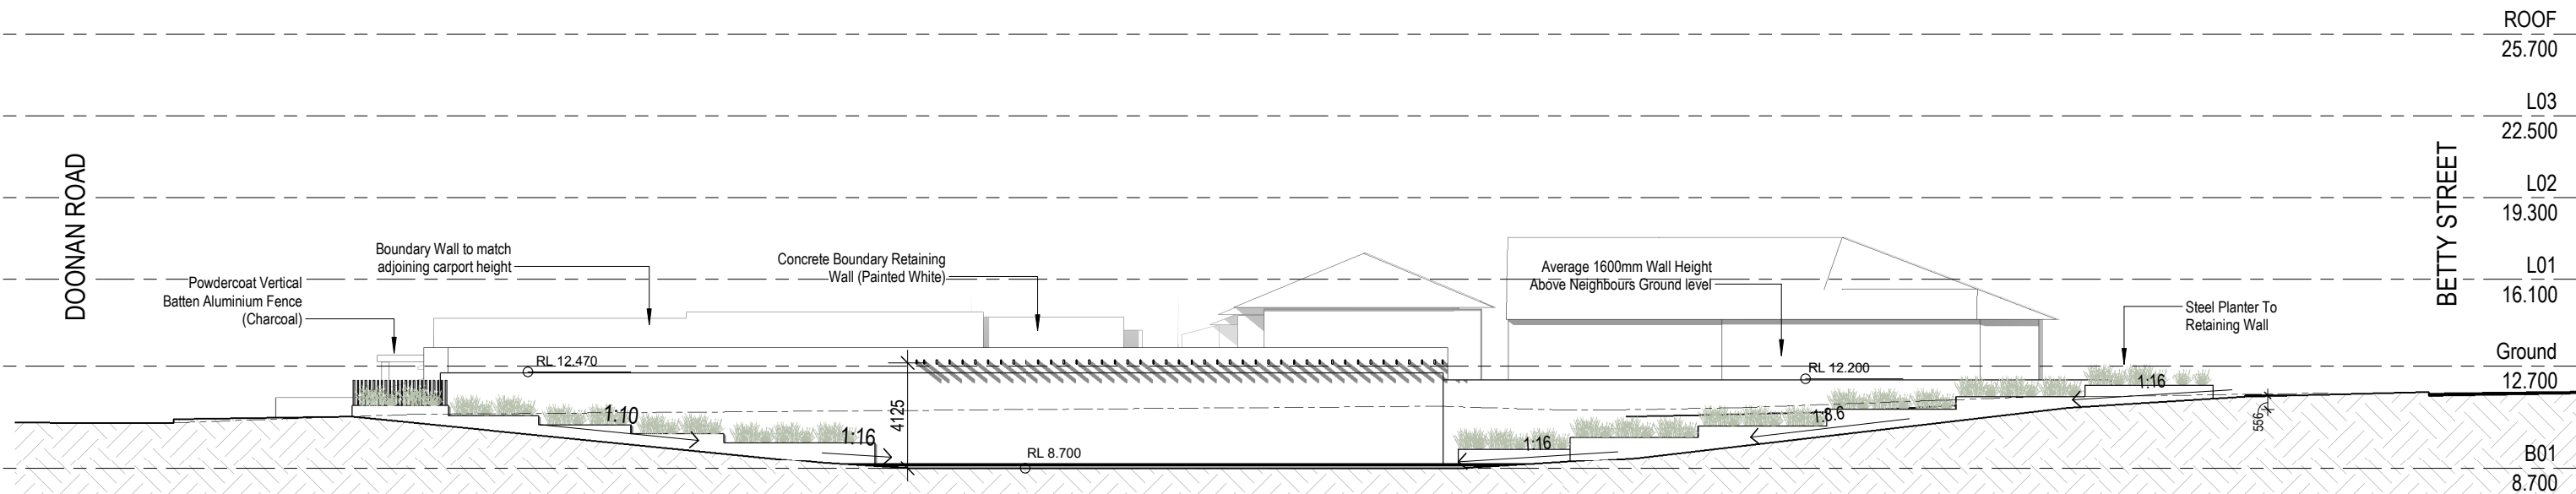 ROOF
25.700
L03
22.500
L02
19.300
L01
16.100
Ground
12.700
B01
8.700
DOONAN ROAD
BETTY STREET
Powdercoat Vertical
Batten Aluminium Fence
(Charcoal)
Boundary Wall to match
adjoining carport height
Concrete Boundary Retaining
Wall (Painted White)
Average 1600mm Wall Height
Above Neighbours Ground level
Steel Planter To
Retaining Wall
RL 12.470
RL 12.200
RL 8.700
4125
1:10
1:16
1:16
1:8.6
1:16
556